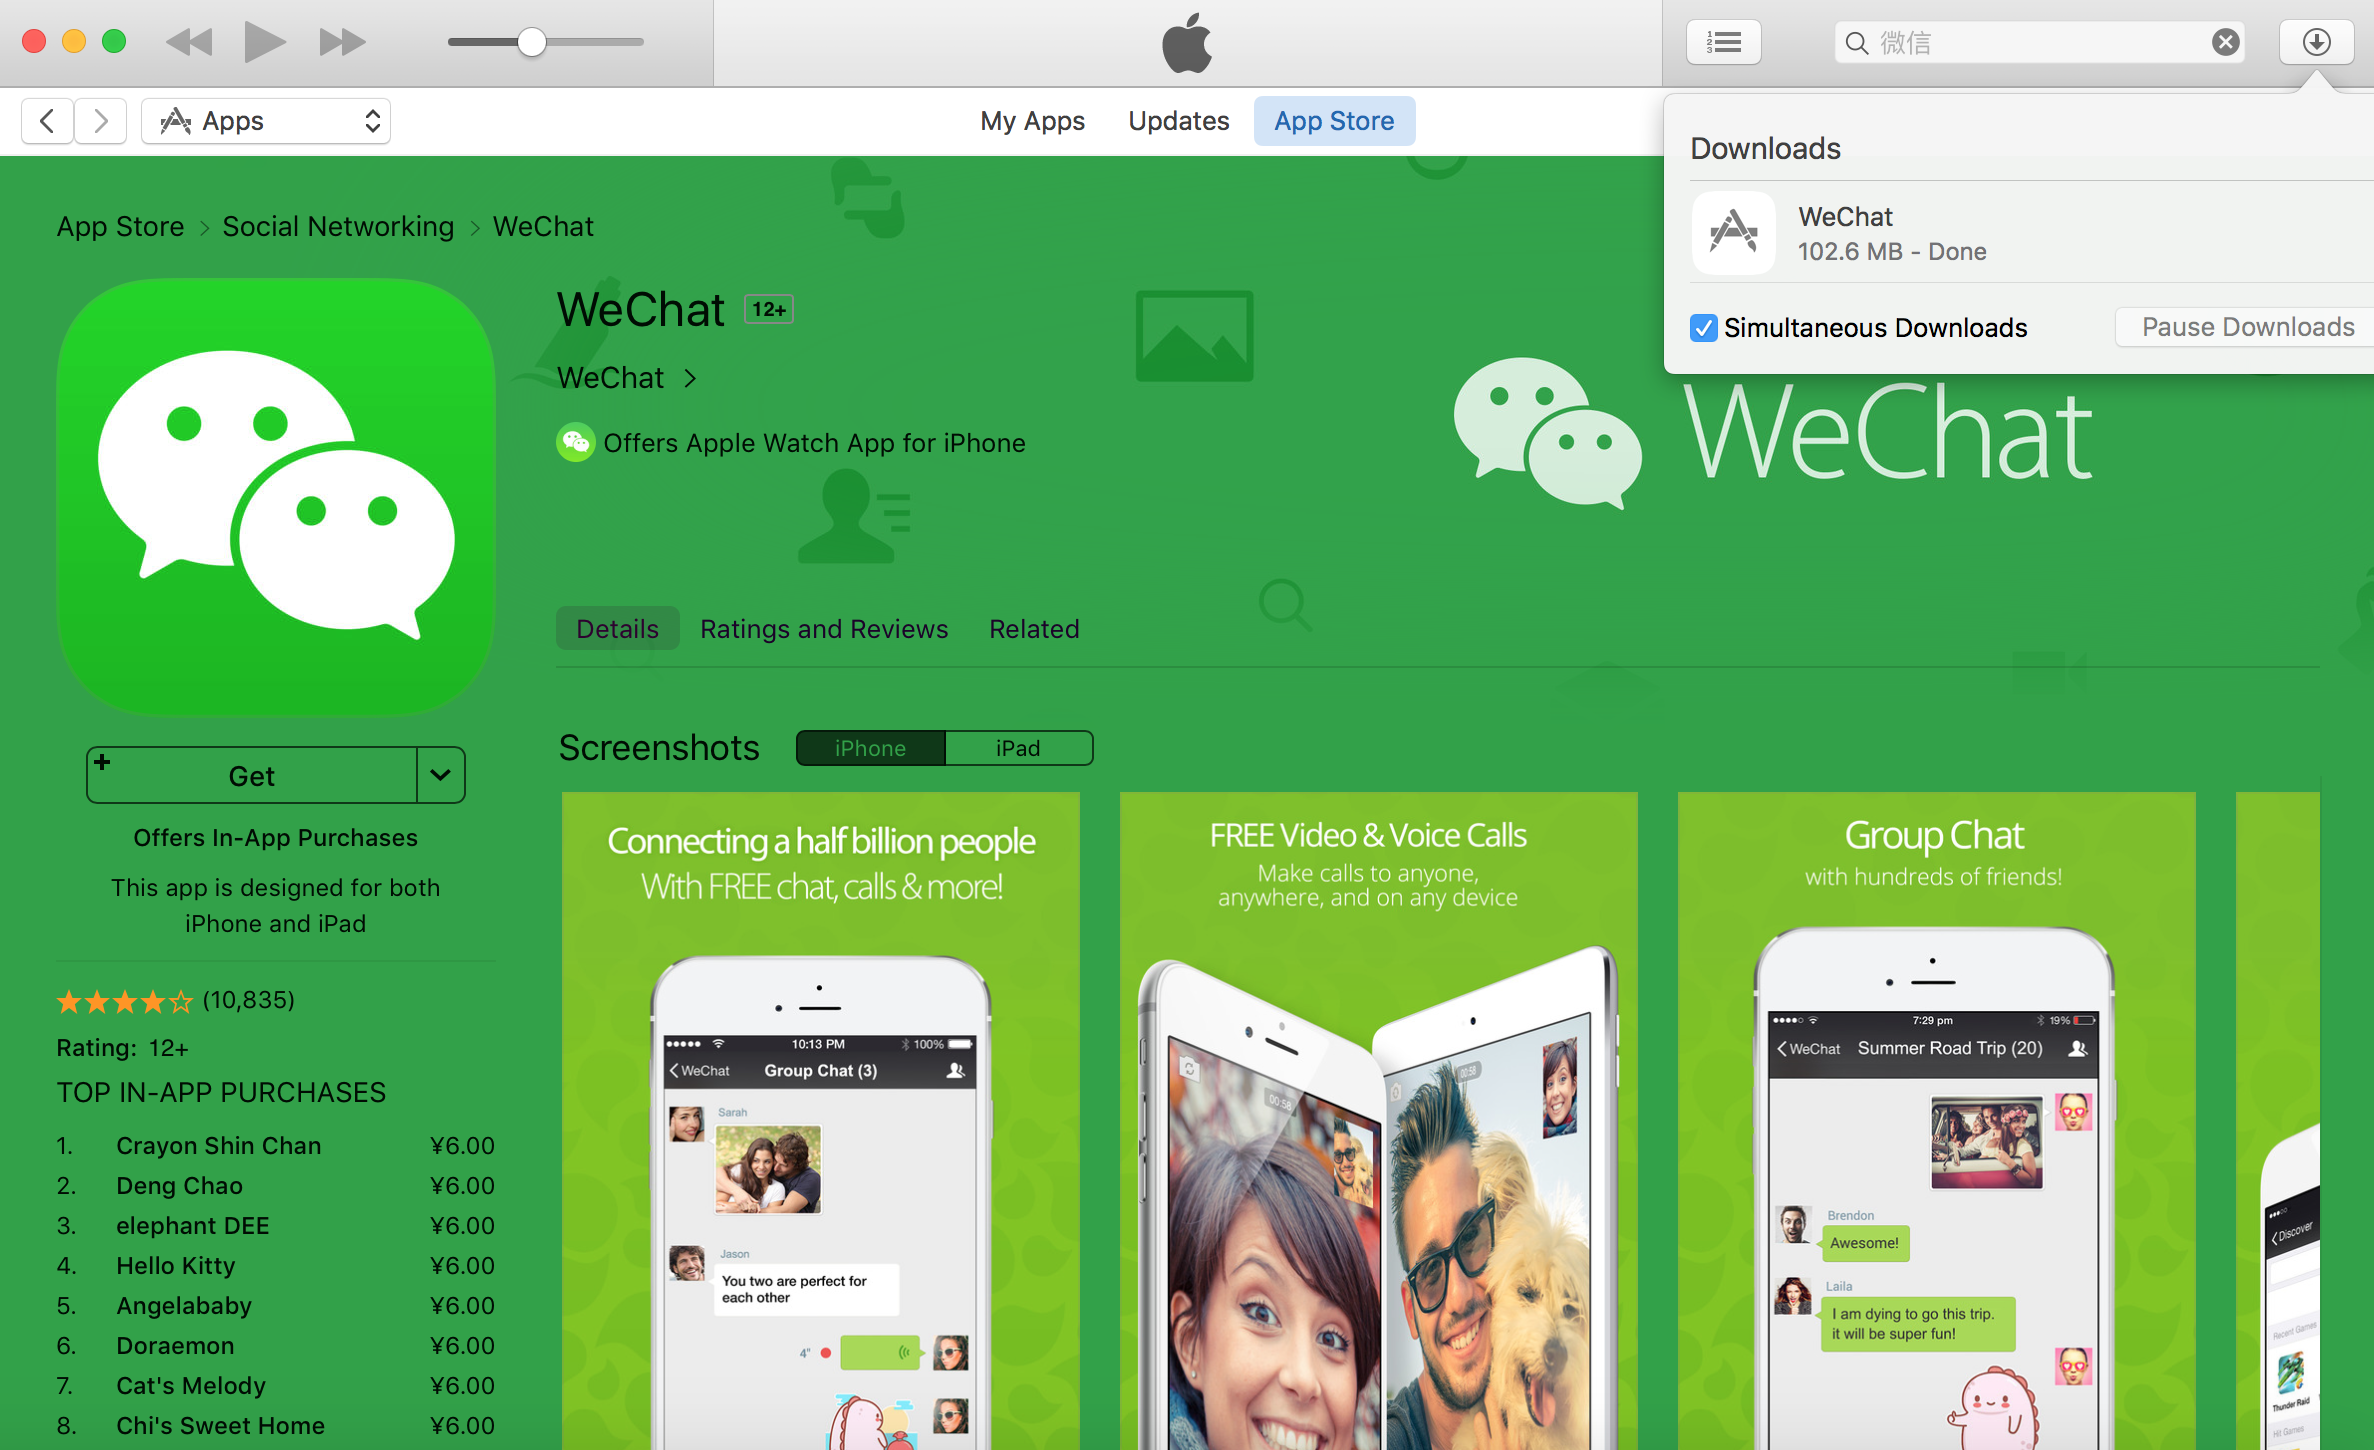 微信
Apps
My Apps
Updates
App Store
Downloads
WeChat
102.6 MB - Done
Simultaneous Downloads
Pause Downloads
App Store > Social Networking > WeChat
WeChat 12+
WeChat >
Offers Apple Watch App for iPhone
WeChat
Details
Ratings and Reviews
Related
Get
Offers In-App Purchases
This app is designed for both
iPhone and iPad
(10,835)
Rating: 12+
TOP IN-APP PURCHASES
1. Crayon Shin Chan ¥6.00
2. Deng Chao ¥6.00
3. elephant DEE ¥6.00
4. Hello Kitty ¥6.00
5. Angelababy ¥6.00
6. Doraemon ¥6.00
7. Cat's Melody ¥6.00
8. Chi's Sweet Home ¥6.00
Screenshots
iPhone
iPad
Connecting a half billion people
With FREE chat, calls & more!
10:13 PM
100%
WeChat
Group Chat (3)
Sarah
Jason
You two are perfect for
each other
4"
FREE Video & Voice Calls
Make calls to anyone,
anywhere, and on any device
00:58
00:58
Group Chat
with hundreds of friends!
7:29 pm
19%
WeChat
Summer Road Trip (20)
Brendon
Awesome!
Laila
I am dying to go this trip.
it will be super fun!
Discover
Recent Games
Thunder Raid
Hot Games